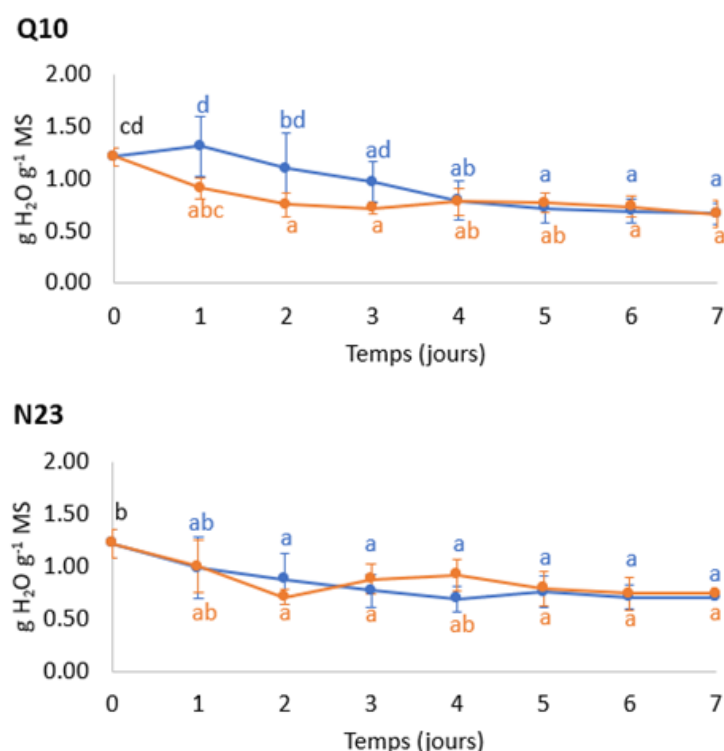 Q10
g H₂O g⁻¹ MS
2.00
1.50
1.00
0.50
0.00
cd
d
bd
ad
ab
a
a
a
abc
a
a
ab
ab
a
a
0 1 2 3 4 5 6 7
Temps (jours)
N23
g H₂O g⁻¹ MS
2.00
1.50
1.00
0.50
0.00
b
ab
a
a
a
a
a
a
ab
a
a
ab
a
a
a
0 1 2 3 4 5 6 7
Temps (jours)